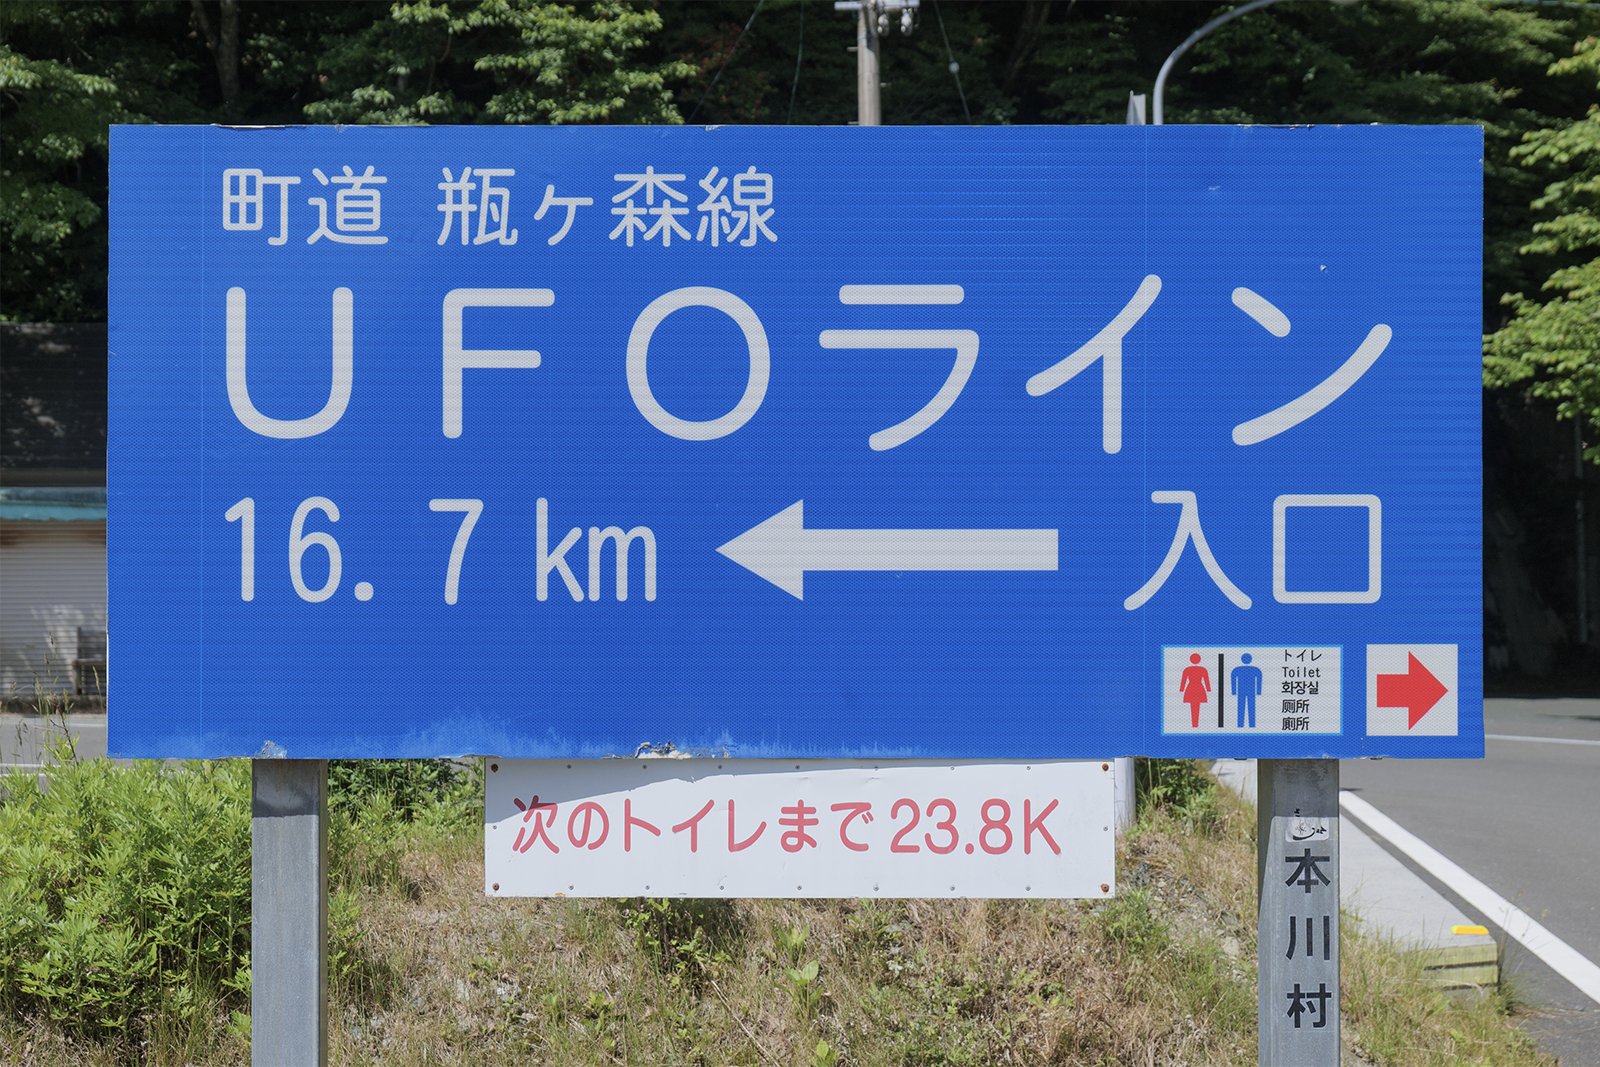 町道 瓶ヶ森線
UFOライン
16.7km ← 入口
トイレ
Toilet
화장실
厕所
廁所
次のトイレまで23.8K
本川村